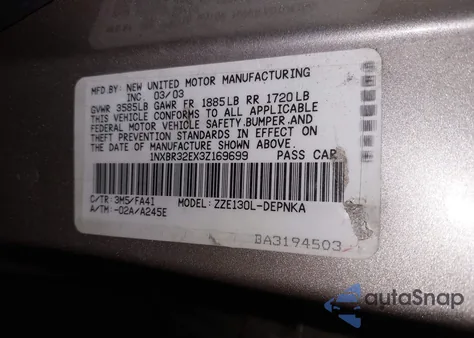 MFD.BY: NEW UNITED MOTOR MANUFACTURING
INC. 03/03
GVWR 3585LB GAWR FR 1885LB RR 1720LB
THIS VEHICLE CONFORMS TO ALL APPLICABLE
FEDERAL MOTOR VEHICLE SAFETY,BUMPER,AND
THEFT PREVENTION STANDARDS IN EFFECT ON
THE DATE OF MANUFACTURE SHOWN ABOVE.
1NXBR32EX3Z169699 PASS CAR
C/TR: 3M5/FA41 MODEL: ZZE130L-DEPNKA
A/TM: -02A/A245E
BA3194503
autoSnap